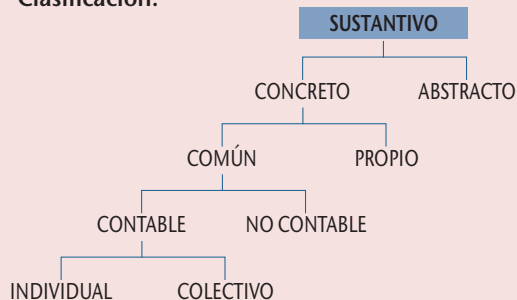 Clasificación:
SUSTANTIVO
CONCRETO ABSTRACTO
COMÚN PROPIO
CONTABLE NO CONTABLE
INDIVIDUAL COLECTIVO